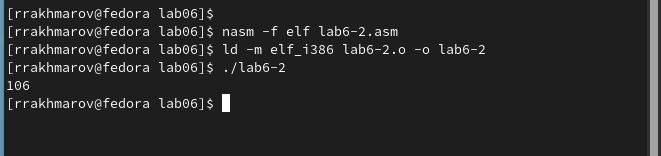 [rrakhmarov@fedora lab06]$
[rrakhmarov@fedora lab06]$ nasm -f elf lab6-2.asm
[rrakhmarov@fedora lab06]$ ld -m elf_i386 lab6-2.o -o lab6-2
[rrakhmarov@fedora lab06]$ ./lab6-2
106
[rrakhmarov@fedora lab06]$